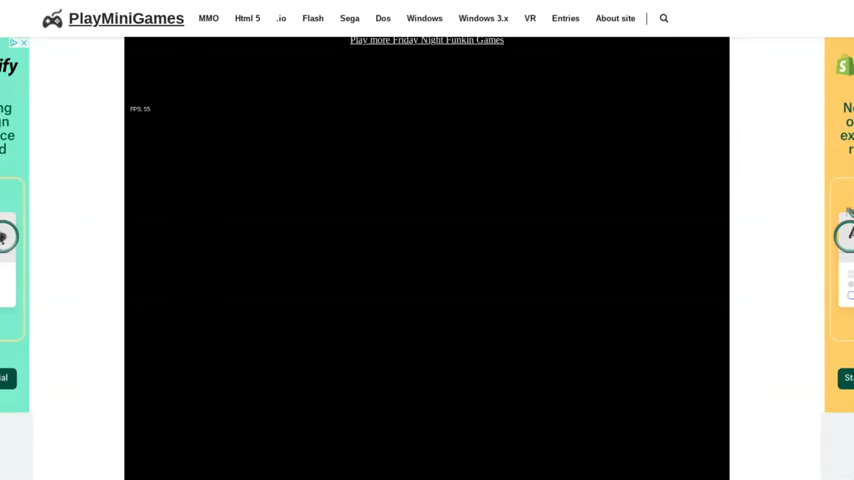 PlayMiniGames MMO Html 5 .io Flash Sega Dos Windows Windows 3.x VR Entries About site
Play more Friday Night Funkin Games
FPS: 55